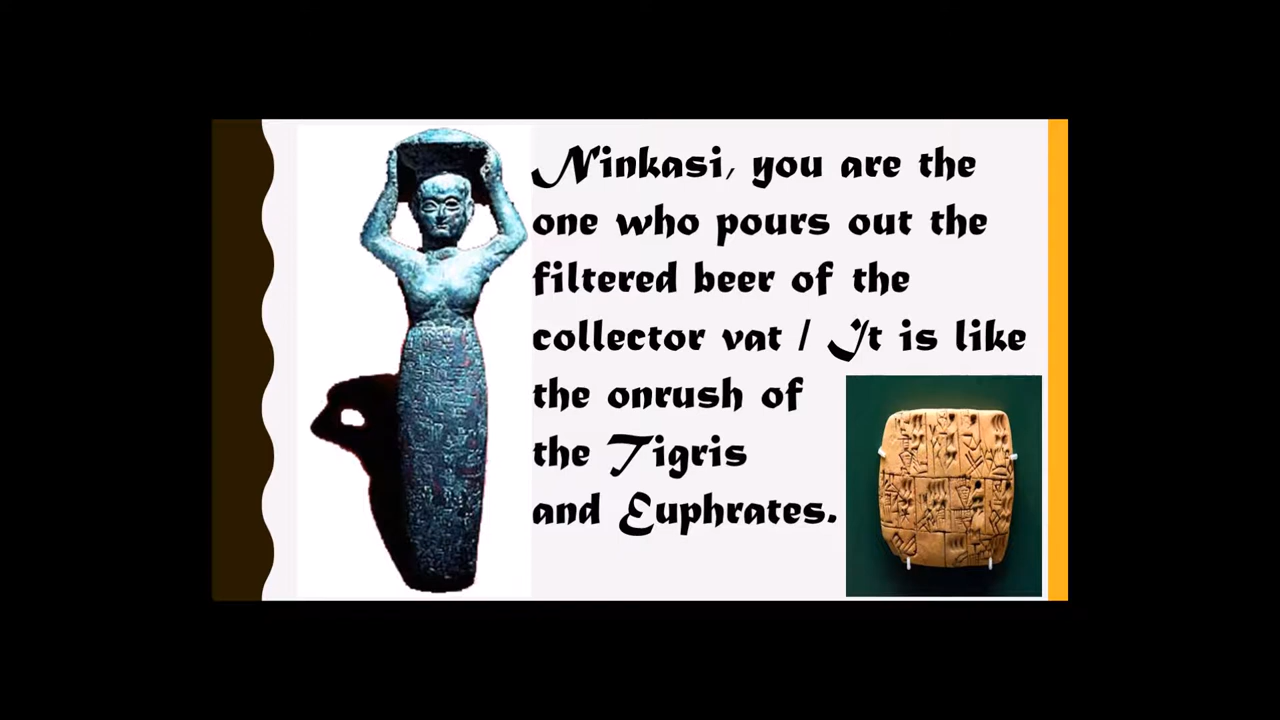 Ninkasi, you are the
one who pours out the
filtered beer of the
collector vat / It is like
the onrush of
the Tigris
and Euphrates.